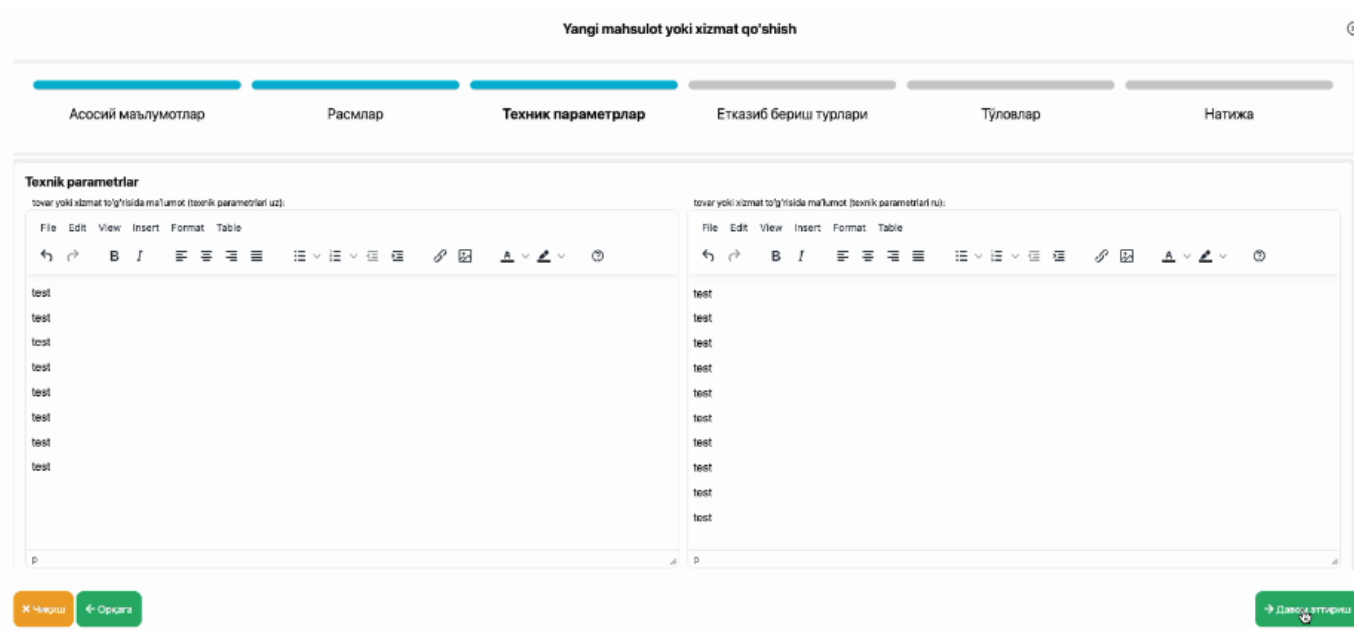 Yangi mahsulot yoki xizmat qo'shish
Асосий маълумотлар Расмлар Техник параметрлар Етказиб бериш турлари Тўловлар Натижа
Texnik parametrlar
tovar yoki xizmat to'g'risida ma'lumot (texnik parametrlari uz): tovar yoki xizmat to'g'risida ma'lumot (texnik parametrlari ru):
File Edit View Insert Format Table File Edit View Insert Format Table
B I A B I A
test test
test test
test test
test test
test test
test test
test test
test test
test
test
P P
Чиқиш Орқага Давом эттириш